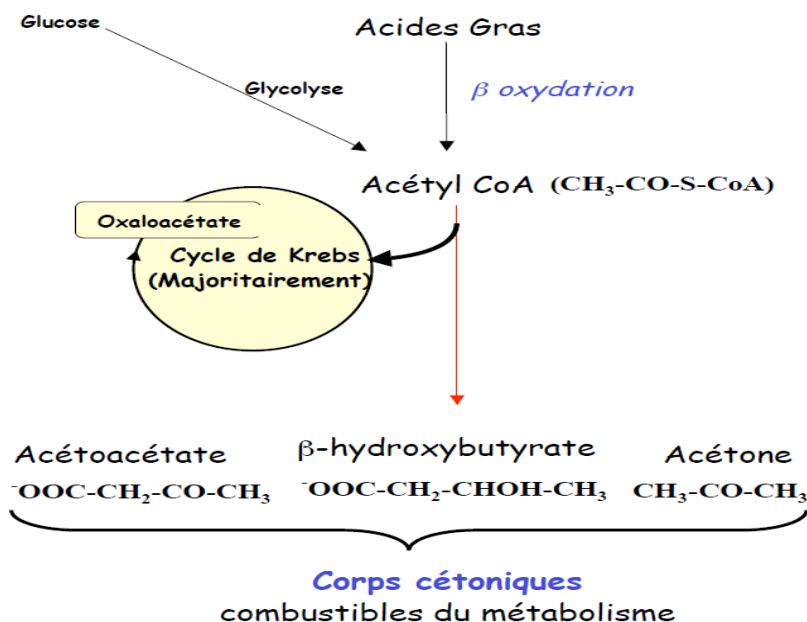 Glucose
Acides Gras
Glycolyse
β oxydation
Acétyl CoA (CH₃-CO-S-CoA)
Oxaloacétate
Cycle de Krebs
(Majoritairement)
Acétoacétate
⁻OOC-CH₂-CO-CH₃
β-hydroxybutyrate
⁻OOC-CH₂-CHOH-CH₃
Acétone
CH₃-CO-CH₃
Corps cétoniques
combustibles du métabolisme